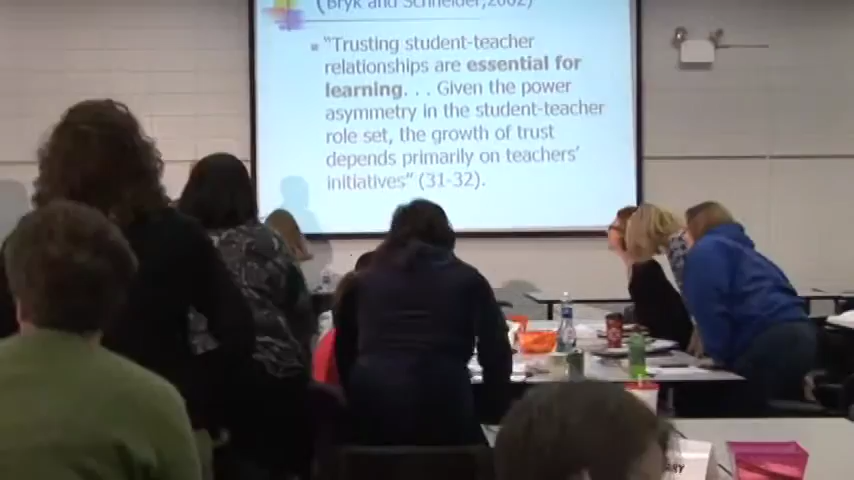 (Bryk and Schneider,2002)
"Trusting student-teacher
relationships are essential for
learning. . . Given the power
asymmetry in the student-teacher
role set, the growth of trust
depends primarily on teachers'
initiatives" (31-32).